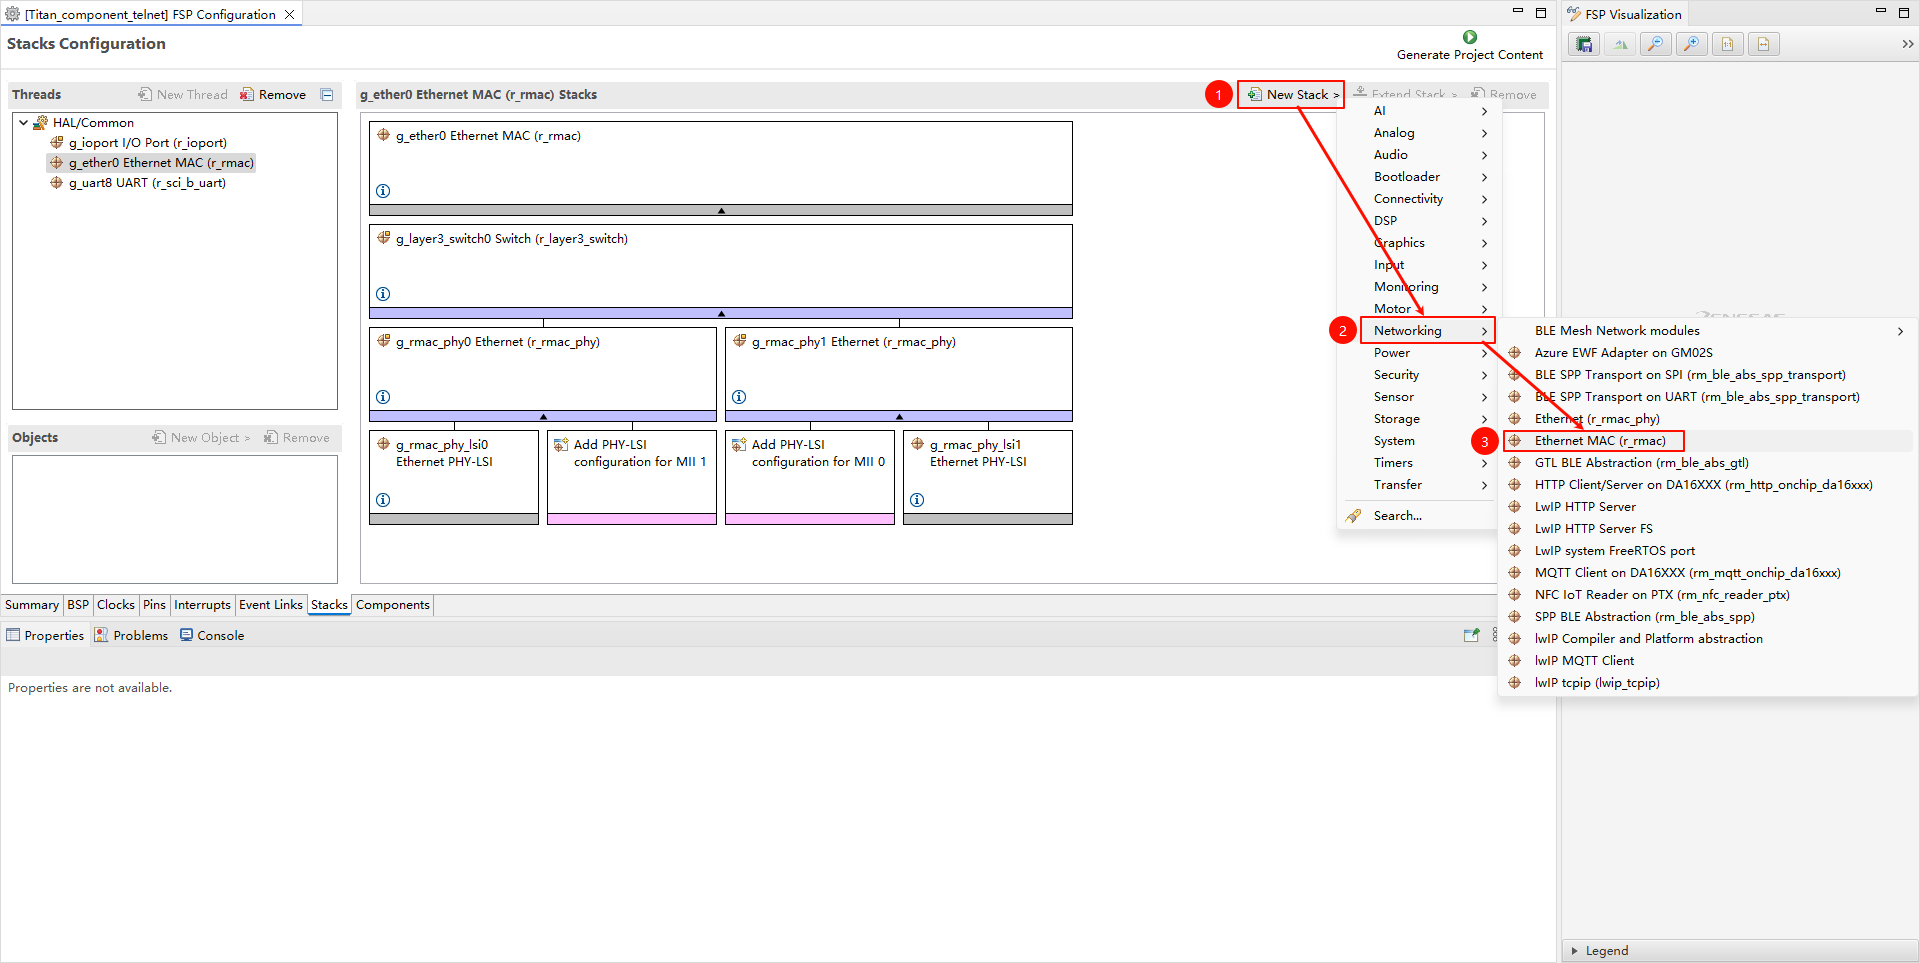 [Titan_component_telnet] FSP Configuration
FSP Visualization
Stacks Configuration
Generate Project Content
Threads
New Thread
Remove
HAL/Common
g_ioport I/O Port (r_ioport)
g_ether0 Ethernet MAC (r_rmac)
g_uart8 UART (r_sci_b_uart)
Objects
New Object >
Remove
g_ether0 Ethernet MAC (r_rmac) Stacks
1
New Stack >
Extend Stack >
Remove
g_ether0 Ethernet MAC (r_rmac)
g_layer3_switch0 Switch (r_layer3_switch)
g_rmac_phy0 Ethernet (r_rmac_phy)
g_rmac_phy1 Ethernet (r_rmac_phy)
g_rmac_phy_lsi0
Ethernet PHY-LSI
Add PHY-LSI
configuration for MII 1
Add PHY-LSI
configuration for MII 0
g_rmac_phy_lsi1
Ethernet PHY-LSI
AI
Analog
Audio
Bootloader
Connectivity
DSP
Graphics
Input
Monitoring
Motor
2
Networking
Power
Security
Sensor
Storage
System
Timers
Transfer
Search...
BLE Mesh Network modules
Azure EWF Adapter on GM02S
BLE SPP Transport on SPI (rm_ble_abs_spp_transport)
BLE SPP Transport on UART (rm_ble_abs_spp_transport)
Ethernet (r_rmac_phy)
3
Ethernet MAC (r_rmac)
GTL BLE Abstraction (rm_ble_abs_gtl)
HTTP Client/Server on DA16XXX (rm_http_onchip_da16xxx)
LwIP HTTP Server
LwIP HTTP Server FS
LwIP system FreeRTOS port
MQTT Client on DA16XXX (rm_mqtt_onchip_da16xxx)
NFC IoT Reader on PTX (rm_nfc_reader_ptx)
SPP BLE Abstraction (rm_ble_abs_spp)
lwIP Compiler and Platform abstraction
lwIP MQTT Client
lwIP tcpip (lwip_tcpip)
Summary
BSP
Clocks
Pins
Interrupts
Event Links
Stacks
Components
Properties
Problems
Console
Properties are not available.
Legend